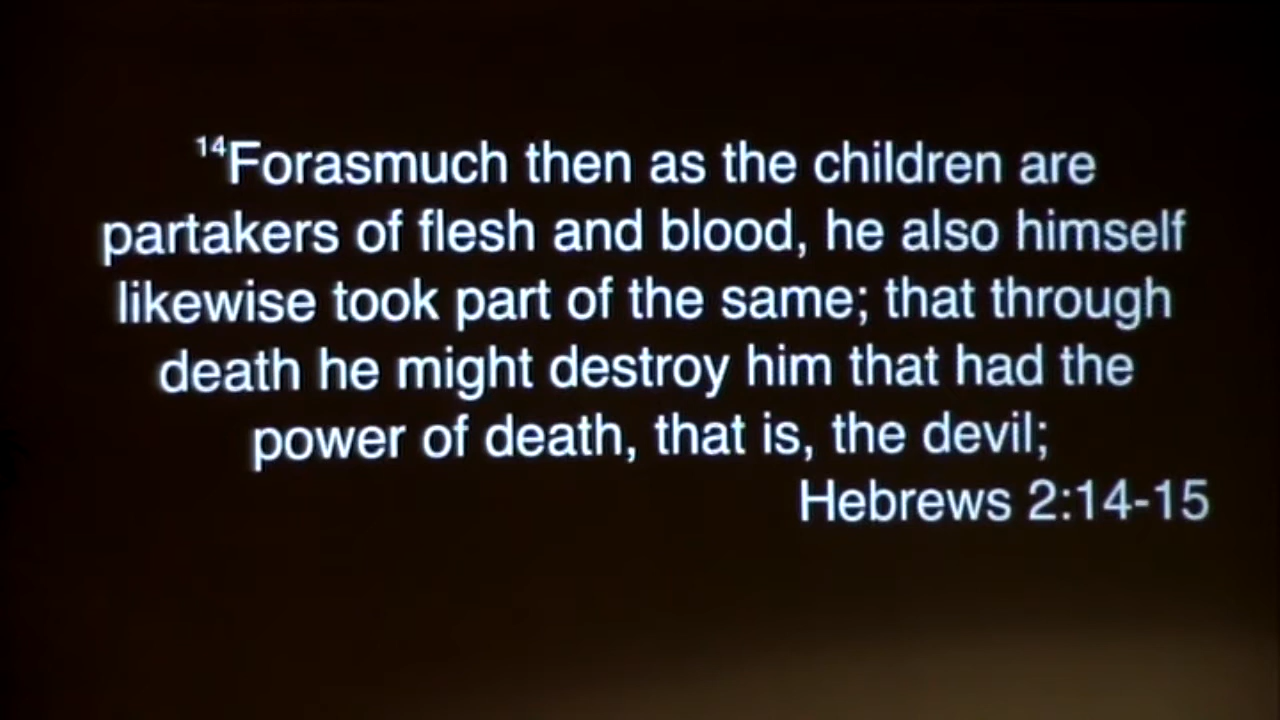 ¹⁴Forasmuch then as the children are
partakers of flesh and blood, he also himself
likewise took part of the same; that through
death he might destroy him that had the
power of death, that is, the devil;
Hebrews 2:14-15